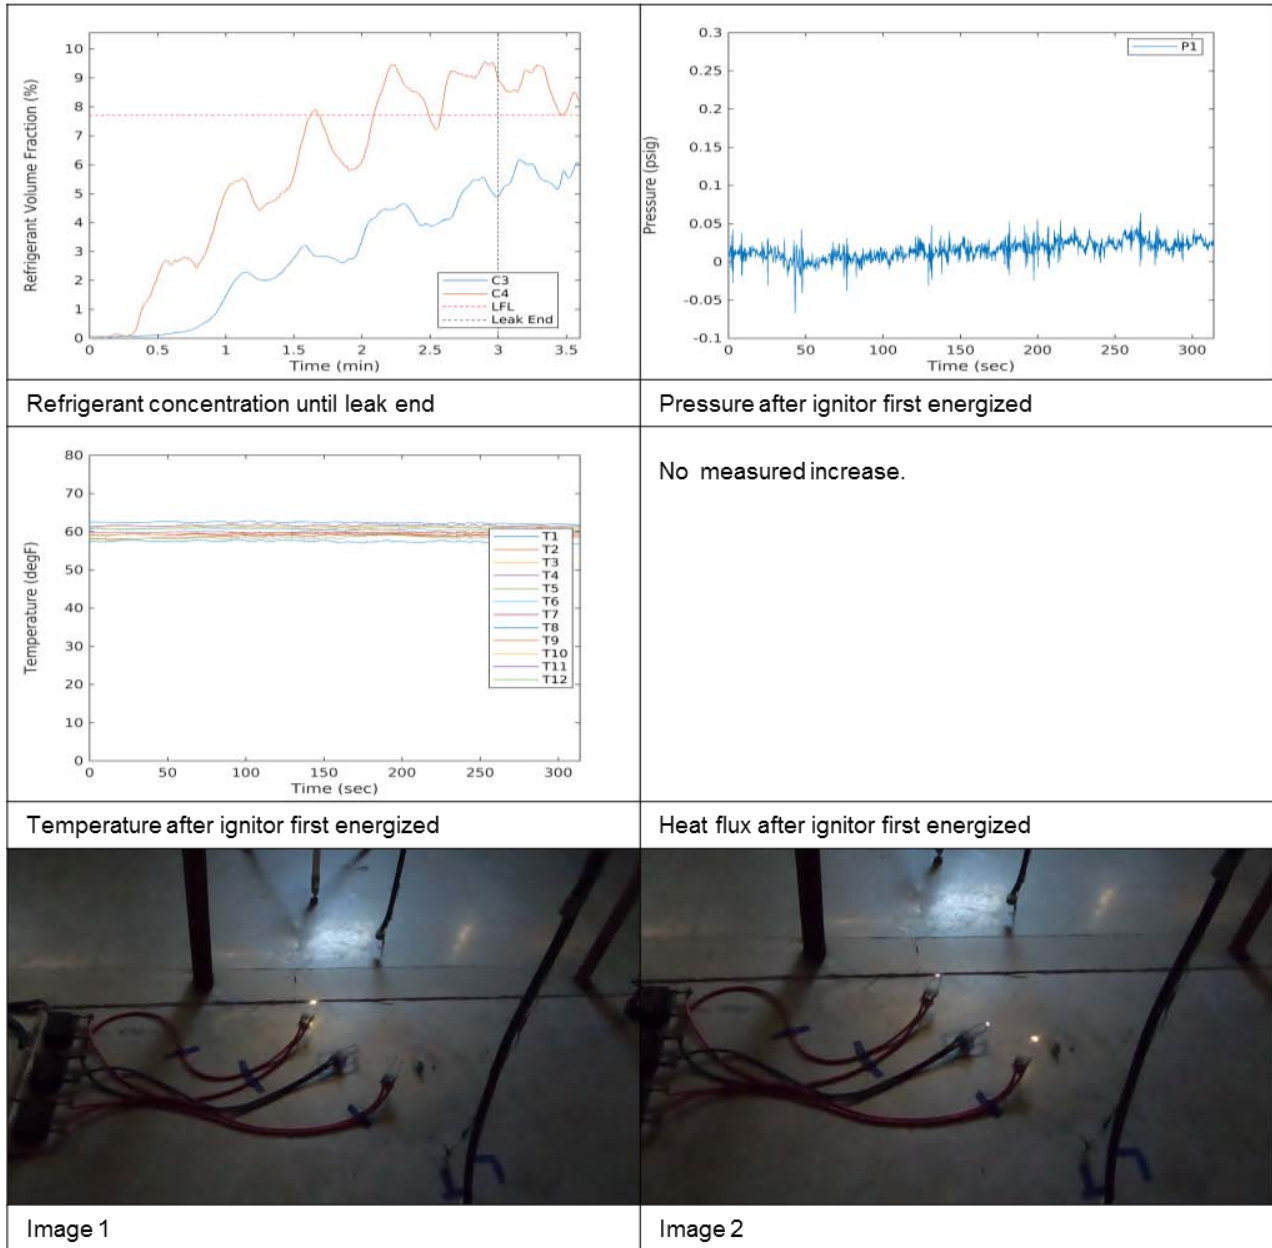 10
9
8
7
6
5
4
3
2
1
0
Refrigerant Volume Fraction (%)
0 0.5 1 1.5 2 2.5 3 3.5
Time (min)
C3
C4
LFL
Leak End
0.3
0.25
0.2
0.15
0.1
0.05
0
-0.05
-0.1
Pressure (psig)
0 50 100 150 200 250 300
Time (sec)
P1
Refrigerant concentration until leak end
Pressure after ignitor first energized
80
70
60
50
40
30
20
10
0
Temperature (degF)
0 50 100 150 200 250 300
Time (sec)
T1
T2
T3
T4
T5
T6
T7
T8
T9
T10
T11
T12
No measured increase.
Temperature after ignitor first energized
Heat flux after ignitor first energized
Image 1
Image 2